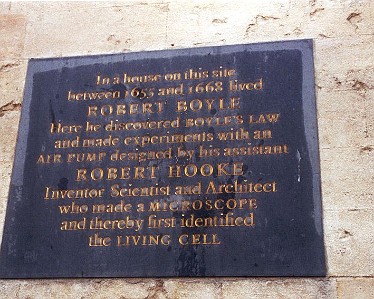 In a house on this site
between 1655 and 1668 lived
ROBERT BOYLE
Here he discovered BOYLE'S LAW
and made experiments with an
AIR PUMP designed by his assistant
ROBERT HOOKE
Inventor Scientist and Architect
who made a MICROSCOPE
and thereby first identified
the LIVING CELL